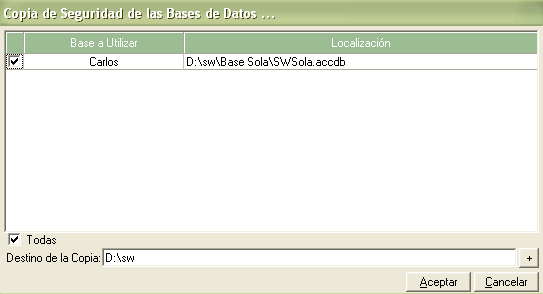 Copia de Seguridad de las Bases de Datos ...
Base a Utilizar Localización
Carlos D:\sw\Base Sola\SWSola.accdb
Todas
Destino de la Copia: D:\sw +
Aceptar Cancelar